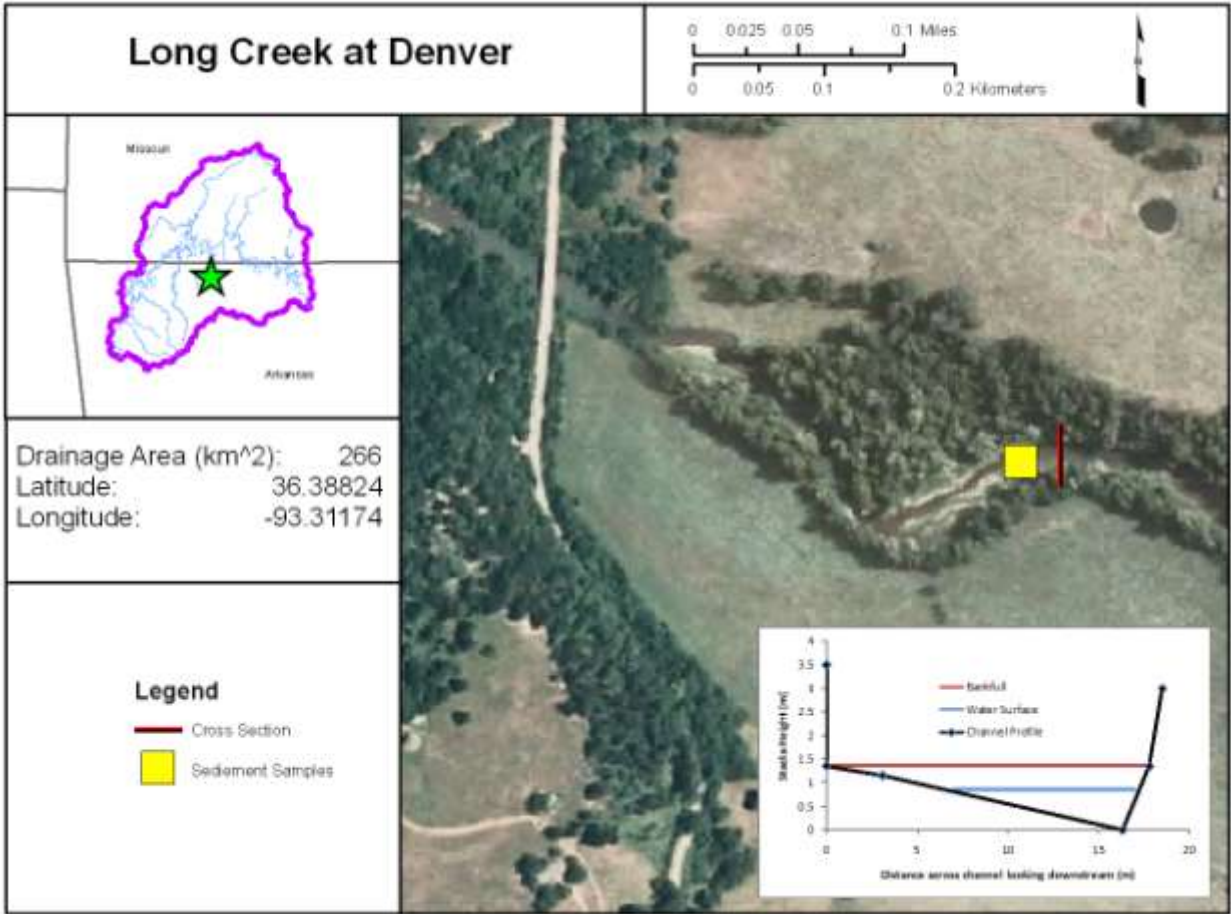 Long Creek at Denver
0 0.025 0.05 0.1 Miles
0 0.05 0.1 0.2 Kilometers
N
Missouri
Arkansas
Drainage Area (km^2): 266
Latitude: 36.38824
Longitude: -93.31174
Legend
Cross Section
Sediement Samples
4
3.5
3
2.5
2
1.5
1
0.5
0
Stadia Height (m)
Bankfull
Water Surface
Channel Profile
0 5 10 15 20
Distance across channel looking downstream (m)